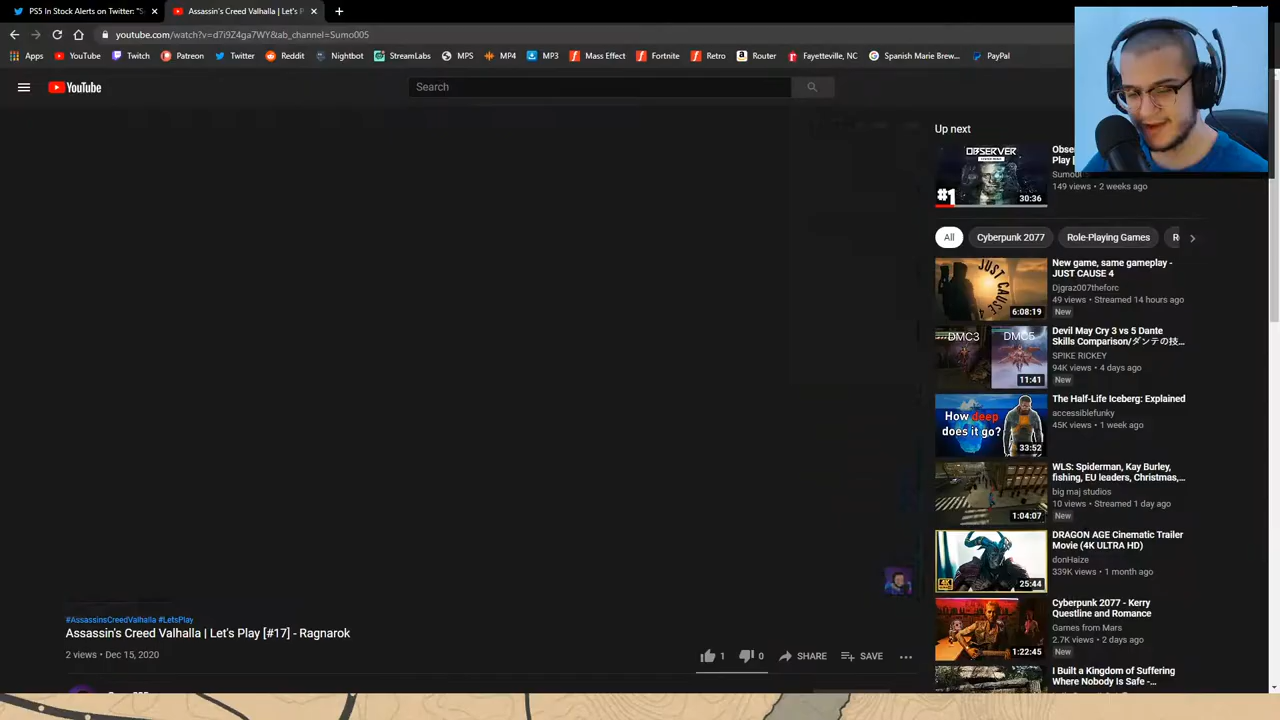 PS5 In Stock Alerts on Twitter: "S
Assassin's Creed Valhalla | Let's P
youtube.com/watch?v=d7i9Z4ga7WY&ab_channel=Sumo005
Apps YouTube Twitch Patreon Twitter Reddit Nightbot StreamLabs MPS MP4 MP3 Mass Effect Fortnite Retro Router Fayetteville, NC Spanish Marie Brew... PayPal
YouTube
Search
Up next
OBSERVER
#1
30:36
Obse
Play [
149 views • 2 weeks ago
All Cyberpunk 2077 Role-Playing Games R
JUST CAUSE 4
6:08:19
New game, same gameplay -
JUST CAUSE 4
Djgraz007theforc
49 views • Streamed 14 hours ago
New
DMC3 DMC5
11:41
Devil May Cry 3 vs 5 Dante
Skills Comparison/ダンテの技...
SPIKE RICKEY
94K views • 4 days ago
New
How deep
does it go?
33:52
The Half-Life Iceberg: Explained
accessiblefunky
45K views • 1 week ago
1:04:07
WLS: Spiderman, Kay Burley,
fishing, EU leaders, Christmas,...
big maj studios
10 views • Streamed 1 day ago
New
4K
25:44
DRAGON AGE Cinematic Trailer
Movie (4K ULTRA HD)
donHaize
339K views • 1 month ago
1:22:45
Cyberpunk 2077 - Kerry
Questline and Romance
Games from Mars
2.7K views • 2 days ago
New
I Built a Kingdom of Suffering
Where Nobody Is Safe -...
#AssassinsCreedValhalla #LetsPlay
Assassin's Creed Valhalla | Let's Play [#17] - Ragnarok
2 views • Dec 15, 2020
1 0 SHARE SAVE